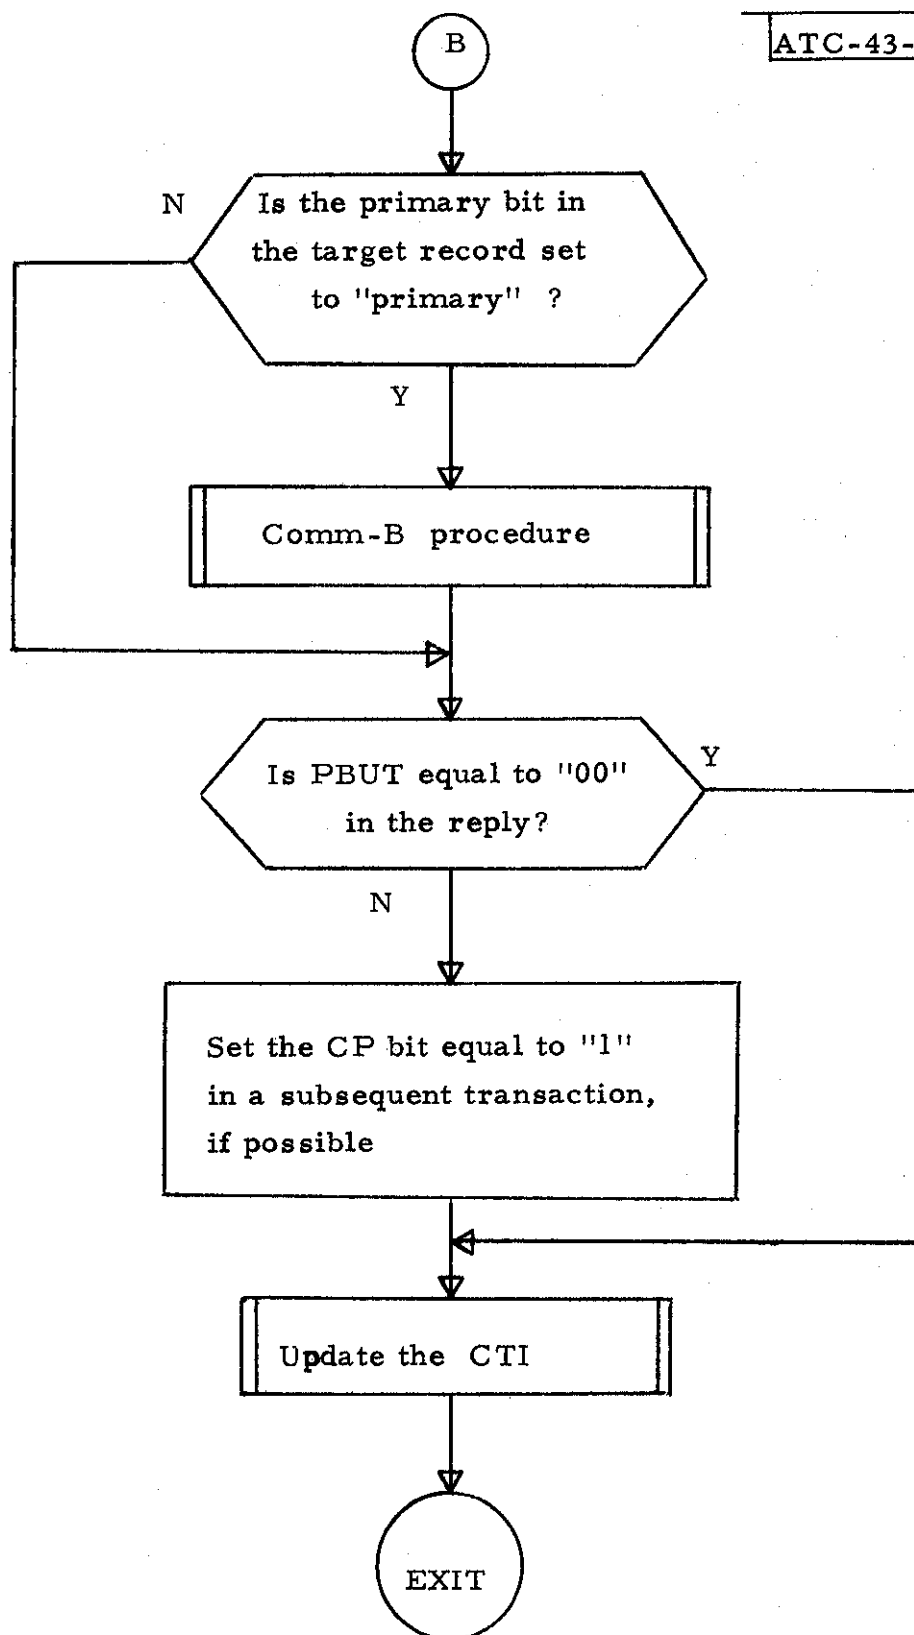 B
ATC-43-
N
Is the primary bit in
the target record set
to "primary" ?
Y
Comm-B procedure
Is PBUT equal to "00"
in the reply?
Y
N
Set the CP bit equal to "1"
in a subsequent transaction,
if possible
Update the CTI
EXIT